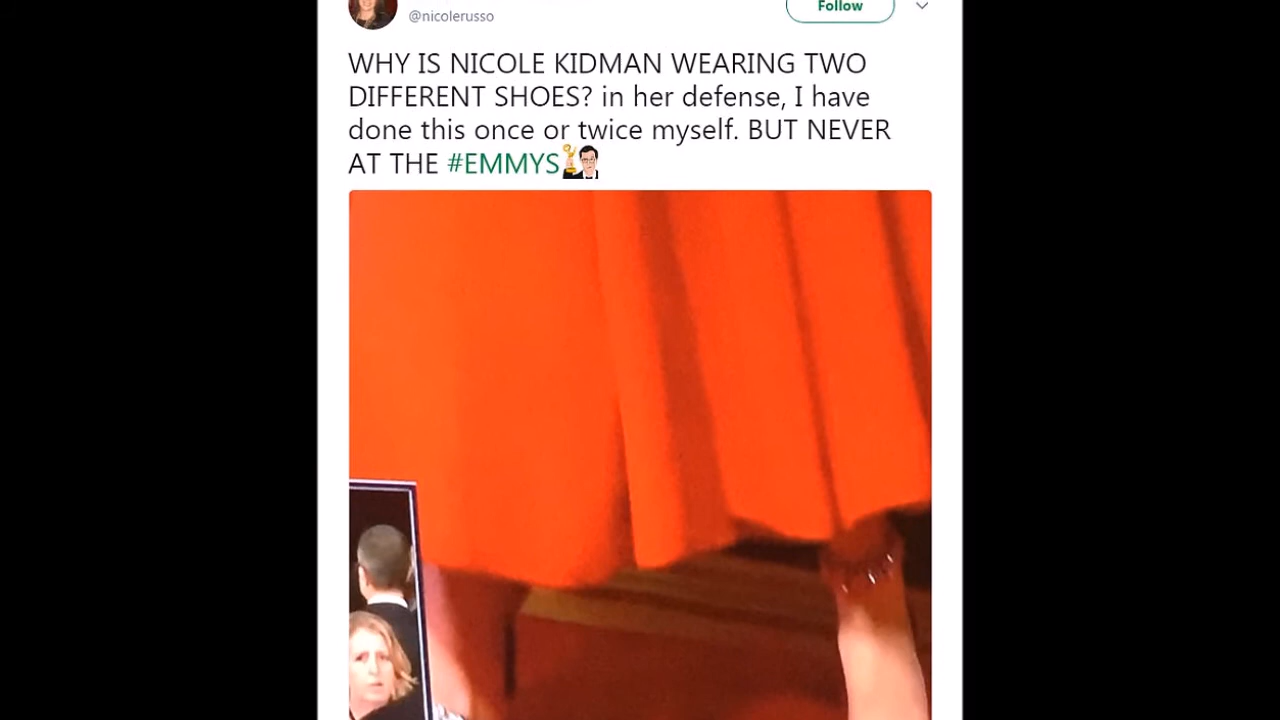 Follow
@nicolerusso
WHY IS NICOLE KIDMAN WEARING TWO
DIFFERENT SHOES? in her defense, I have
done this once or twice myself. BUT NEVER
AT THE #EMMYS